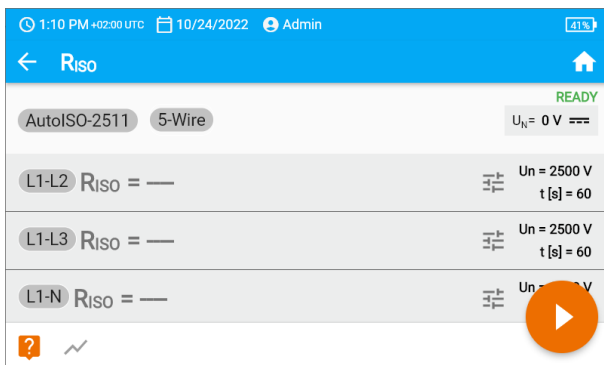 1:10 PM +02:00 UTC 10/24/2022 Admin 41%
RISO
READY
AutoISO-2511 5-Wire UN= 0 V
L1-L2 RISO = --- Un = 2500 V
t [s] = 60
L1-L3 RISO = --- Un = 2500 V
t [s] = 60
L1-N RISO = --- Un V
?